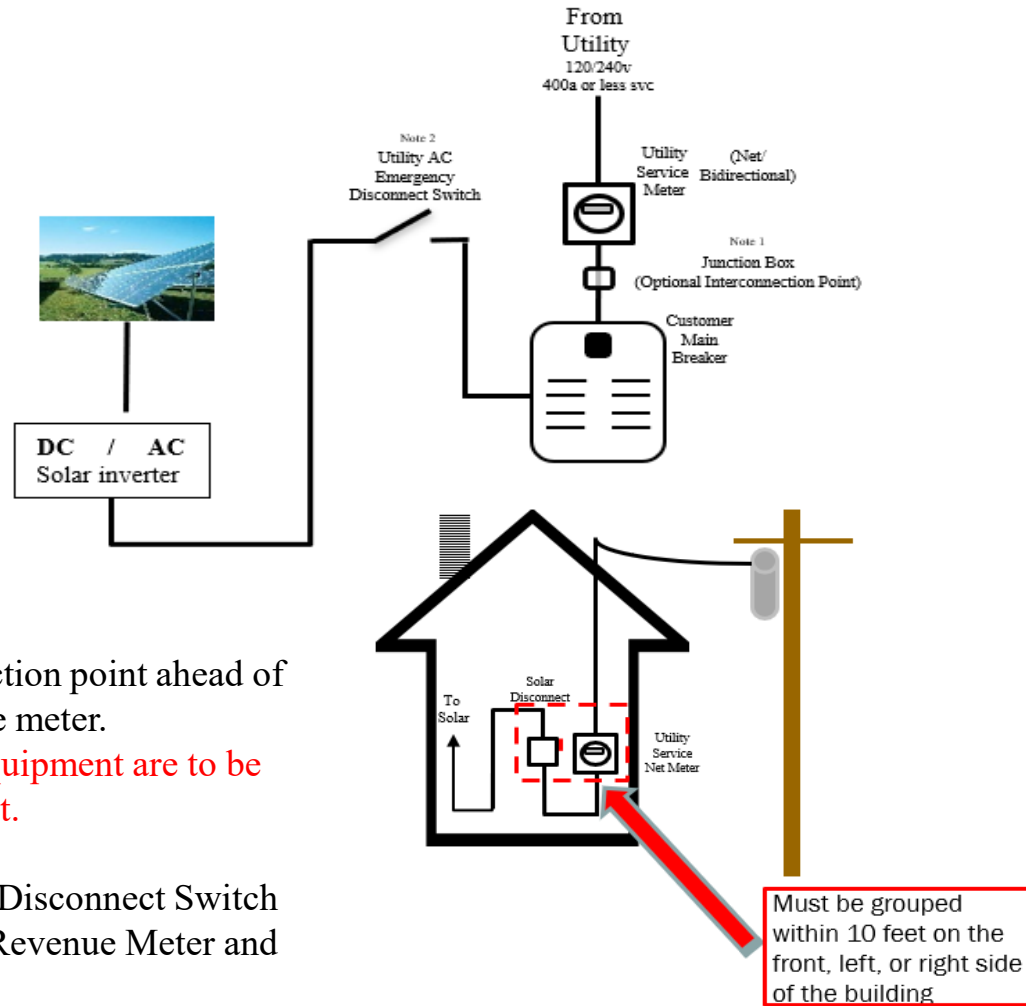 From
Utility
120/240v
400a or less svc
Note 2
Utility AC
Emergency
Disconnect Switch
Utility
Service
Meter
(Net/
Bidirectional)
Note 1
Junction Box
(Optional Interconnection Point)
Customer
Main
Breaker
DC / AC
Solar inverter
ction point ahead of
e meter.
quipment are to be
t.
Disconnect Switch
Revenue Meter and
To
Solar
Solar
Disconnect
Utility
Service
Net Meter
Must be grouped
within 10 feet on the
front, left, or right side
of the building